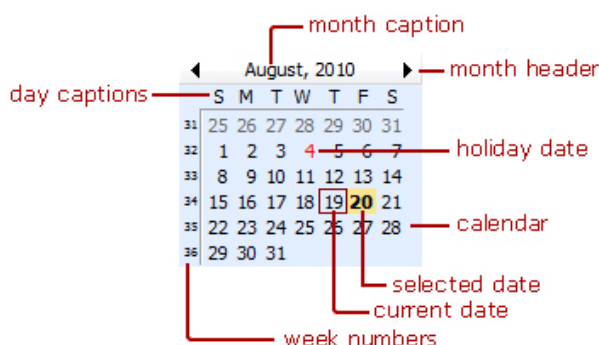 month caption
August, 2010
month header
day captions
S M T W T F S
31 25 26 27 28 29 30 31
32 1 2 3 4 5 6 7
holiday date
33 8 9 10 11 12 13 14
34 15 16 17 18 19 20 21
35 22 23 24 25 26 27 28
calendar
36 29 30 31
selected date
current date
week numbers